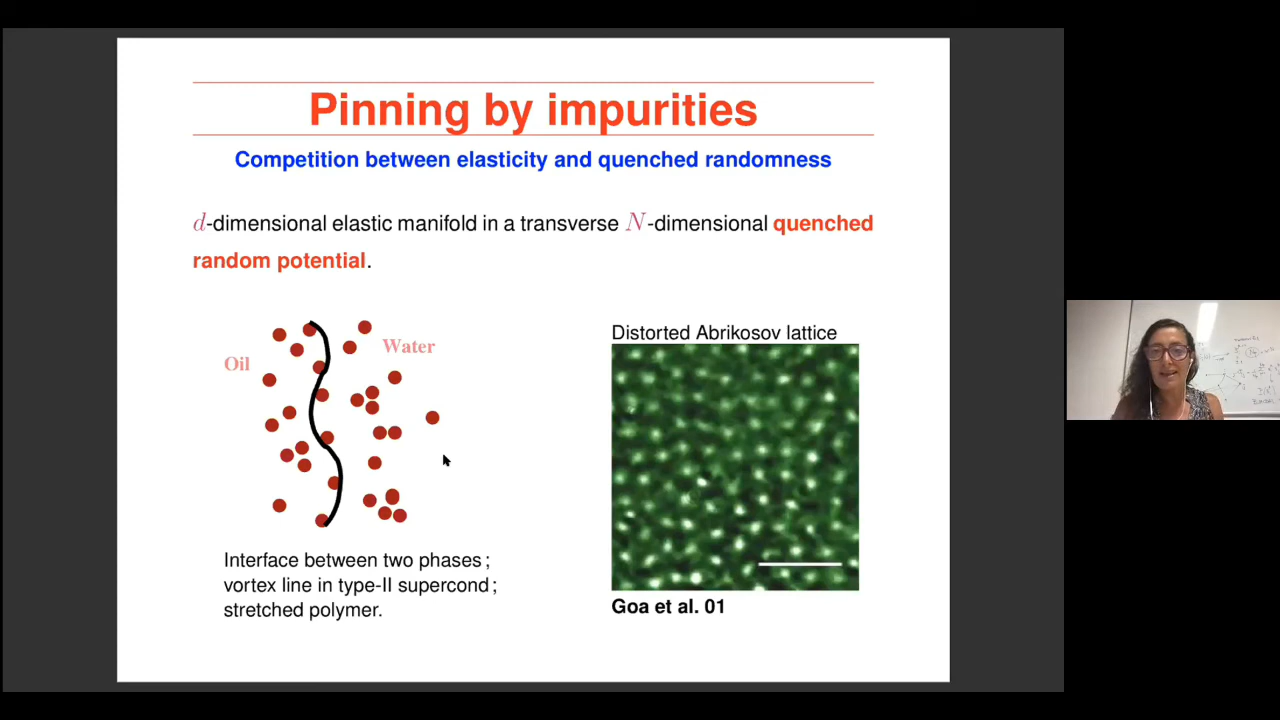 Pinning by impurities
Competition between elasticity and quenched randomness
d-dimensional elastic manifold in a transverse N-dimensional quenched
random potential.
Oil
Water
Distorted Abrikosov lattice
Interface between two phases;
vortex line in type-II supercond;
stretched polymer.
Goa et al. 01